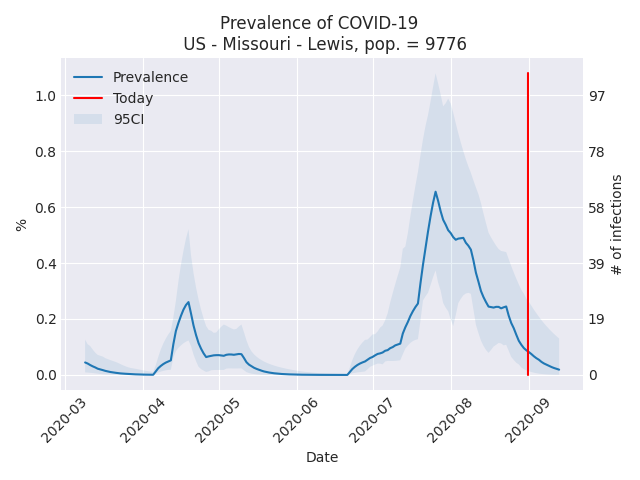 Prevalence of COVID-19
US - Missouri - Lewis, pop. = 9776
Prevalence
Today
95CI
1.0
0.8
0.6
0.4
0.2
0.0
%
97
78
58
39
19
0
# of infections
2020-03
2020-04
2020-05
2020-06
2020-07
2020-08
2020-09
Date